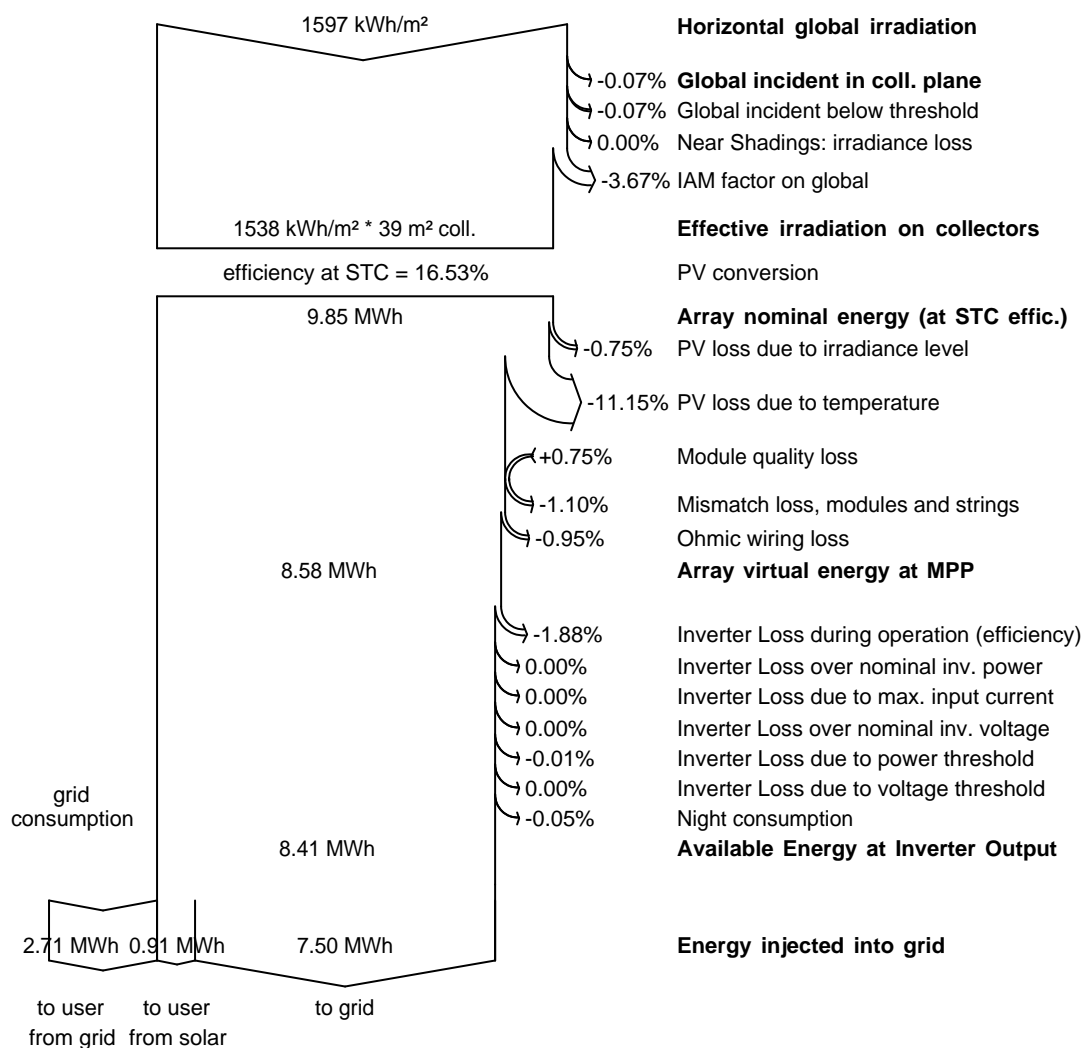 1597 kWh/m² Horizontal global irradiation
-0.07% Global incident in coll. plane
-0.07% Global incident below threshold
0.00% Near Shadings: irradiance loss
-3.67% IAM factor on global
1538 kWh/m² * 39 m² coll. Effective irradiation on collectors
efficiency at STC = 16.53% PV conversion
9.85 MWh Array nominal energy (at STC effic.)
-0.75% PV loss due to irradiance level
-11.15% PV loss due to temperature
+0.75% Module quality loss
-1.10% Mismatch loss, modules and strings
-0.95% Ohmic wiring loss
8.58 MWh Array virtual energy at MPP
-1.88% Inverter Loss during operation (efficiency)
0.00% Inverter Loss over nominal inv. power
0.00% Inverter Loss due to max. input current
0.00% Inverter Loss over nominal inv. voltage
-0.01% Inverter Loss due to power threshold
0.00% Inverter Loss due to voltage threshold
grid
consumption
-0.05% Night consumption
8.41 MWh Available Energy at Inverter Output
2.71 MWh 0.91 MWh 7.50 MWh Energy injected into grid
to user to user to grid
from grid from solar